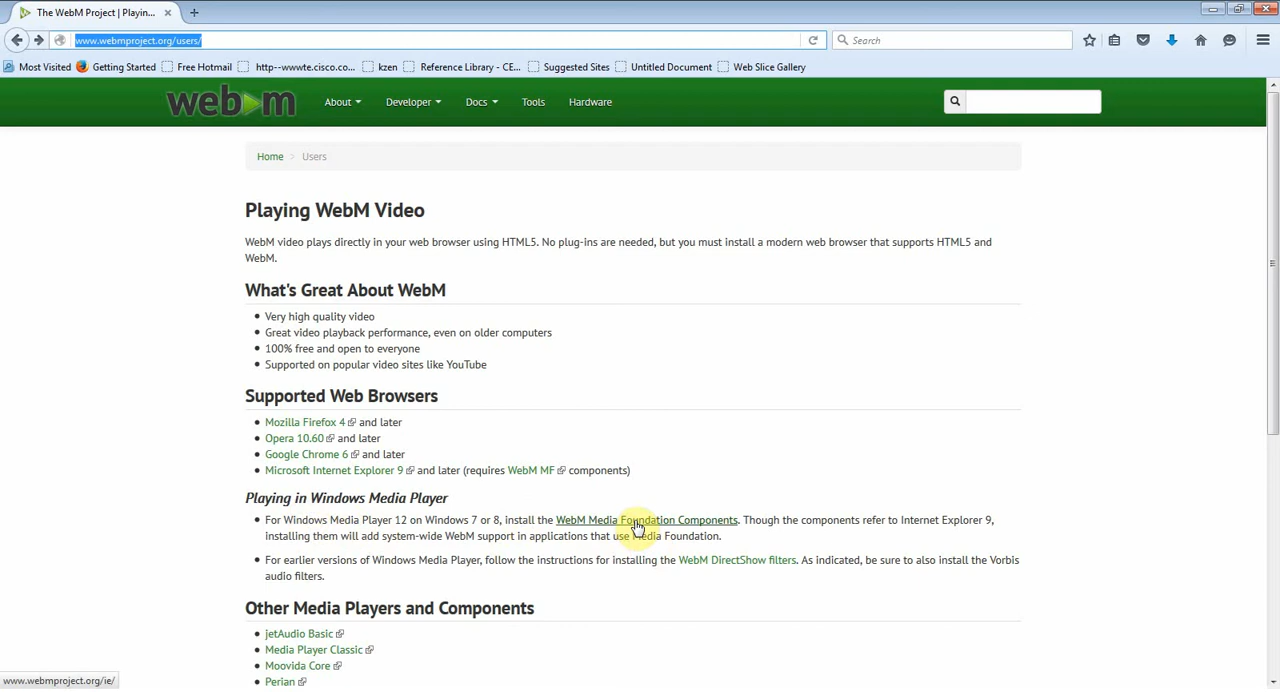 The WebM Project | Playin...
www.webmproject.org/users/
Search
Most Visited Getting Started Free Hotmail http--wwwte.cisco.co... kzen Reference Library - CE... Suggested Sites Untitled Document Web Slice Gallery
webm About Developer Docs Tools Hardware
Home > Users
Playing WebM Video
WebM video plays directly in your web browser using HTML5. No plug-ins are needed, but you must install a modern web browser that supports HTML5 and
WebM.
What's Great About WebM
Very high quality video
Great video playback performance, even on older computers
100% free and open to everyone
Supported on popular video sites like YouTube
Supported Web Browsers
Mozilla Firefox 4 and later
Opera 10.60 and later
Google Chrome 6 and later
Microsoft Internet Explorer 9 and later (requires WebM MF components)
Playing in Windows Media Player
For Windows Media Player 12 on Windows 7 or 8, install the WebM Media Foundation Components. Though the components refer to Internet Explorer 9,
installing them will add system-wide WebM support in applications that use Media Foundation.
For earlier versions of Windows Media Player, follow the instructions for installing the WebM DirectShow filters. As indicated, be sure to also install the Vorbis
audio filters.
Other Media Players and Components
jetAudio Basic
Media Player Classic
Moovida Core
Perian
www.webmproject.org/ie/